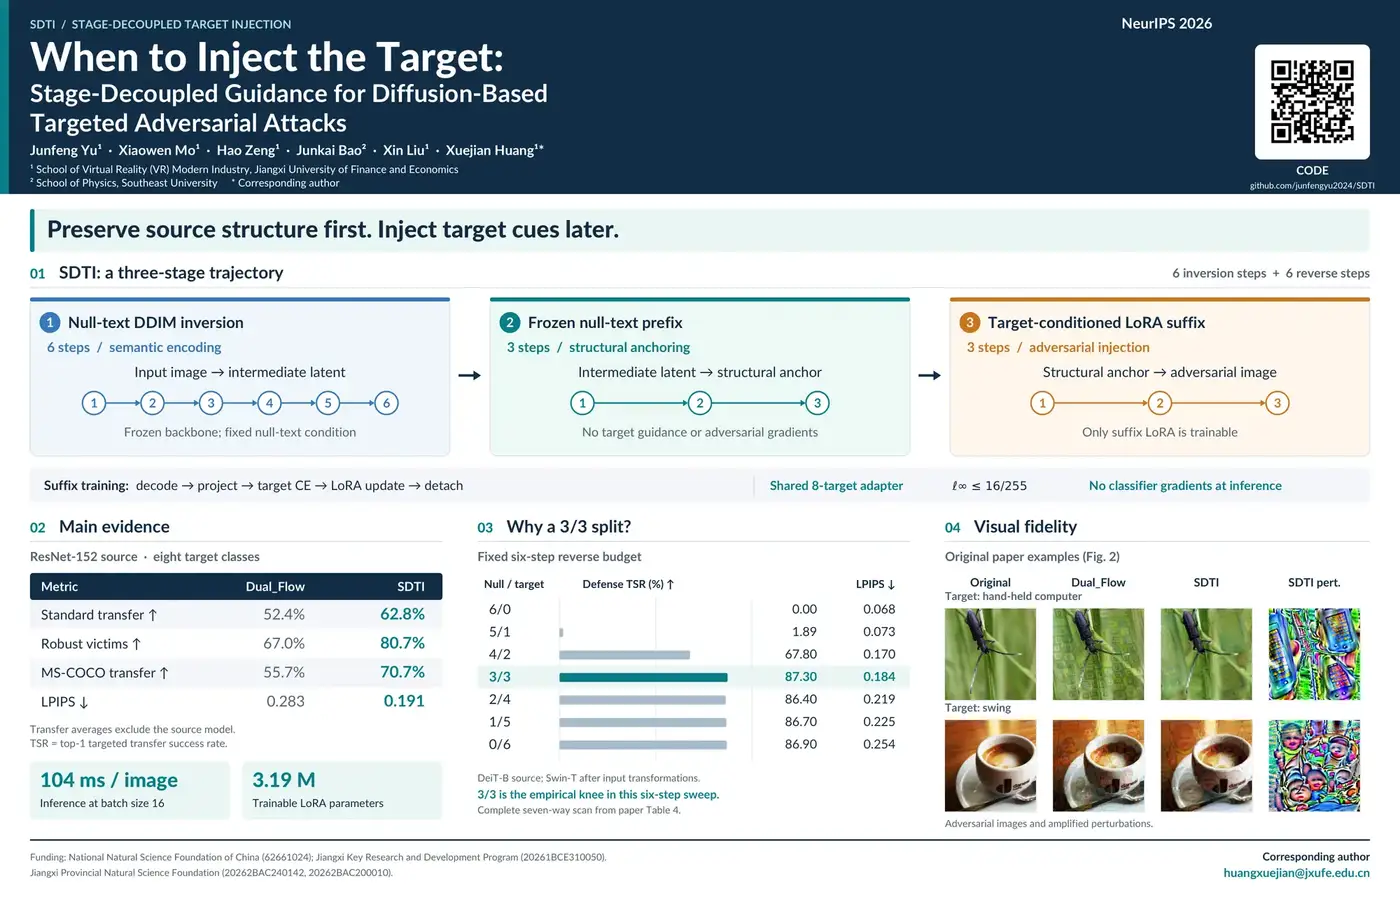 SDTI / STAGE-DECOUPLED TARGET INJECTION
NeurIPS 2026
When to Inject the Target:
Stage-Decoupled Guidance for Diffusion-Based
Targeted Adversarial Attacks
Junfeng Yu¹ · Xiaowen Mo¹ · Hao Zeng¹ · Junkai Bao² · Xin Liu¹ · Xuejian Huang¹*
¹ School of Virtual Reality (VR) Modern Industry, Jiangxi University of Finance and Economics
² School of Physics, Southeast University * Corresponding author
CODE
github.com/junfengyu2024/SDTI
Preserve source structure first. Inject target cues later.
01 SDTI: a three-stage trajectory
6 inversion steps + 6 reverse steps
1 Null-text DDIM inversion
6 steps / semantic encoding
Input image → intermediate latent
1 2 3 4 5 6
Frozen backbone; fixed null-text condition
2 Frozen null-text prefix
3 steps / structural anchoring
Intermediate latent → structural anchor
1 2 3
No target guidance or adversarial gradients
3 Target-conditioned LoRA suffix
3 steps / adversarial injection
Structural anchor → adversarial image
1 2 3
Only suffix LoRA is trainable
Suffix training: decode → project → target CE → LoRA update → detach
Shared 8-target adapter
ℓ∞ ≤ 16/255
No classifier gradients at inference
02 Main evidence
ResNet-152 source · eight target classes
Metric Dual_Flow SDTI
Standard transfer ↑ 52.4% 62.8%
Robust victims ↑ 67.0% 80.7%
MS-COCO transfer ↑ 55.7% 70.7%
LPIPS ↓ 0.283 0.191
Transfer averages exclude the source model.
TSR = top-1 targeted transfer success rate.
104 ms / image
Inference at batch size 16
3.19 M
Trainable LoRA parameters
03 Why a 3/3 split?
Fixed six-step reverse budget
Null / target Defense TSR (%) ↑ LPIPS ↓
6/0 0.00 0.068
5/1 1.89 0.073
4/2 67.80 0.170
3/3 87.30 0.184
2/4 86.40 0.219
1/5 86.70 0.225
0/6 86.90 0.254
DeiT-B source; Swin-T after input transformations.
3/3 is the empirical knee in this six-step sweep.
Complete seven-way scan from paper Table 4.
04 Visual fidelity
Original paper examples (Fig. 2)
Original Dual_Flow SDTI SDTI pert.
Target: hand-held computer
Target: swing
Adversarial images and amplified perturbations.
Funding: National Natural Science Foundation of China (62661024); Jiangxi Key Research and Development Program (20261BCE310050).
Jiangxi Provincial Natural Science Foundation (20262BAC240142, 20262BAC200010).
Corresponding author
huangxuejian@jxufe.edu.cn